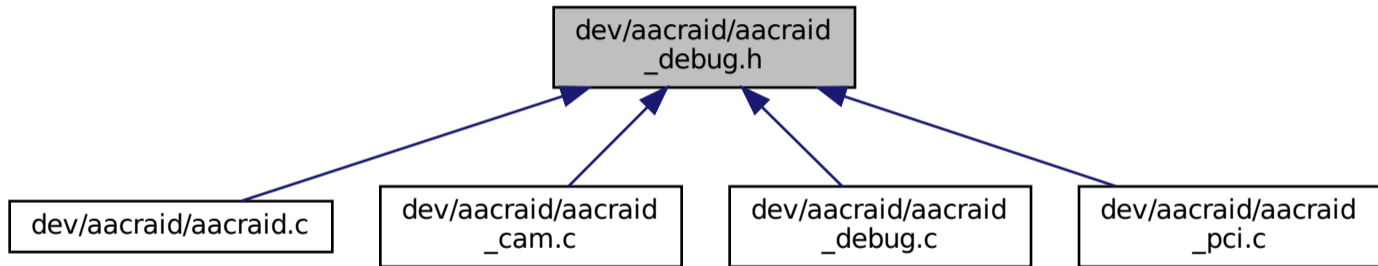 dev/aacraid/aacraid
_debug.h
dev/aacraid/aacraid.c
dev/aacraid/aacraid
_cam.c
dev/aacraid/aacraid
_debug.c
dev/aacraid/aacraid
_pci.c